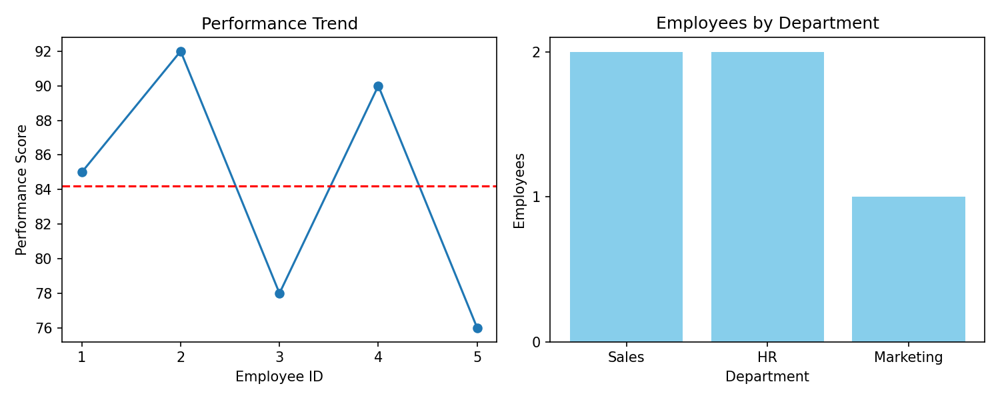 Performance Trend
Performance Score
92
90
88
86
84
82
80
78
76
1 2 3 4 5
Employee ID
Employees by Department
Employees
2
1
0
Sales HR Marketing
Department